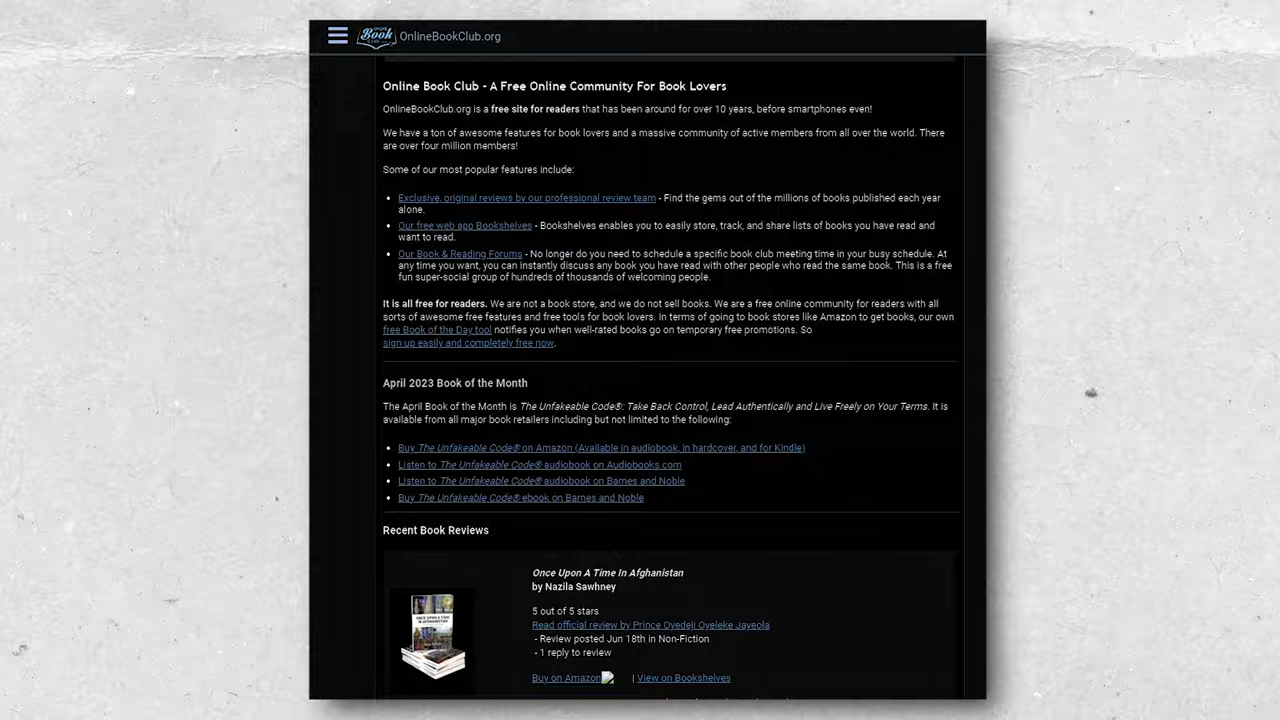 Book
OnlineBookClub.org
Online Book Club - A Free Online Community For Book Lovers
OnlineBookClub.org is a free site for readers that has been around for over 10 years, before smartphones even!
We have a ton of awesome features for book lovers and a massive community of active members from all over the world. There
are over four million members!
Some of our most popular features include:
Exclusive, original reviews by our professional review team - Find the gems out of the millions of books published each year
alone.
Our free web app Bookshelves - Bookshelves enables you to easily store, track, and share lists of books you have read and
want to read.
Our Book & Reading Forums - No longer do you need to schedule a specific book club meeting time in your busy schedule. At
any time you want, you can instantly discuss any book you have read with other people who read the same book. This is a free
fun super-social group of hundreds of thousands of welcoming people.
It is all free for readers. We are not a book store, and we do not sell books. We are a free online community for readers with all
sorts of awesome free features and free tools for book lovers. In terms of going to book stores like Amazon to get books, our own
free Book of the Day tool notifies you when well-rated books go on temporary free promotions. So
sign up easily and completely free now.
April 2023 Book of the Month
The April Book of the Month is The Unfakeable Code®: Take Back Control, Lead Authentically and Live Freely on Your Terms. It is
available from all major book retailers including but not limited to the following:
Buy The Unfakeable Code® on Amazon (Available in audiobook, in hardcover, and for Kindle)
Listen to The Unfakeable Code® audiobook on Audiobooks.com
Listen to The Unfakeable Code® audiobook on Barnes and Noble
Buy The Unfakeable Code® ebook on Barnes and Noble
Recent Book Reviews
Once Upon A Time In Afghanistan
by Nazila Sawhney
5 out of 5 stars
Read official review by Prince Oyedeji Oyeleke Jayeola
- Review posted Jun 18th in Non-Fiction
- 1 reply to review
Buy on Amazon | View on Bookshelves